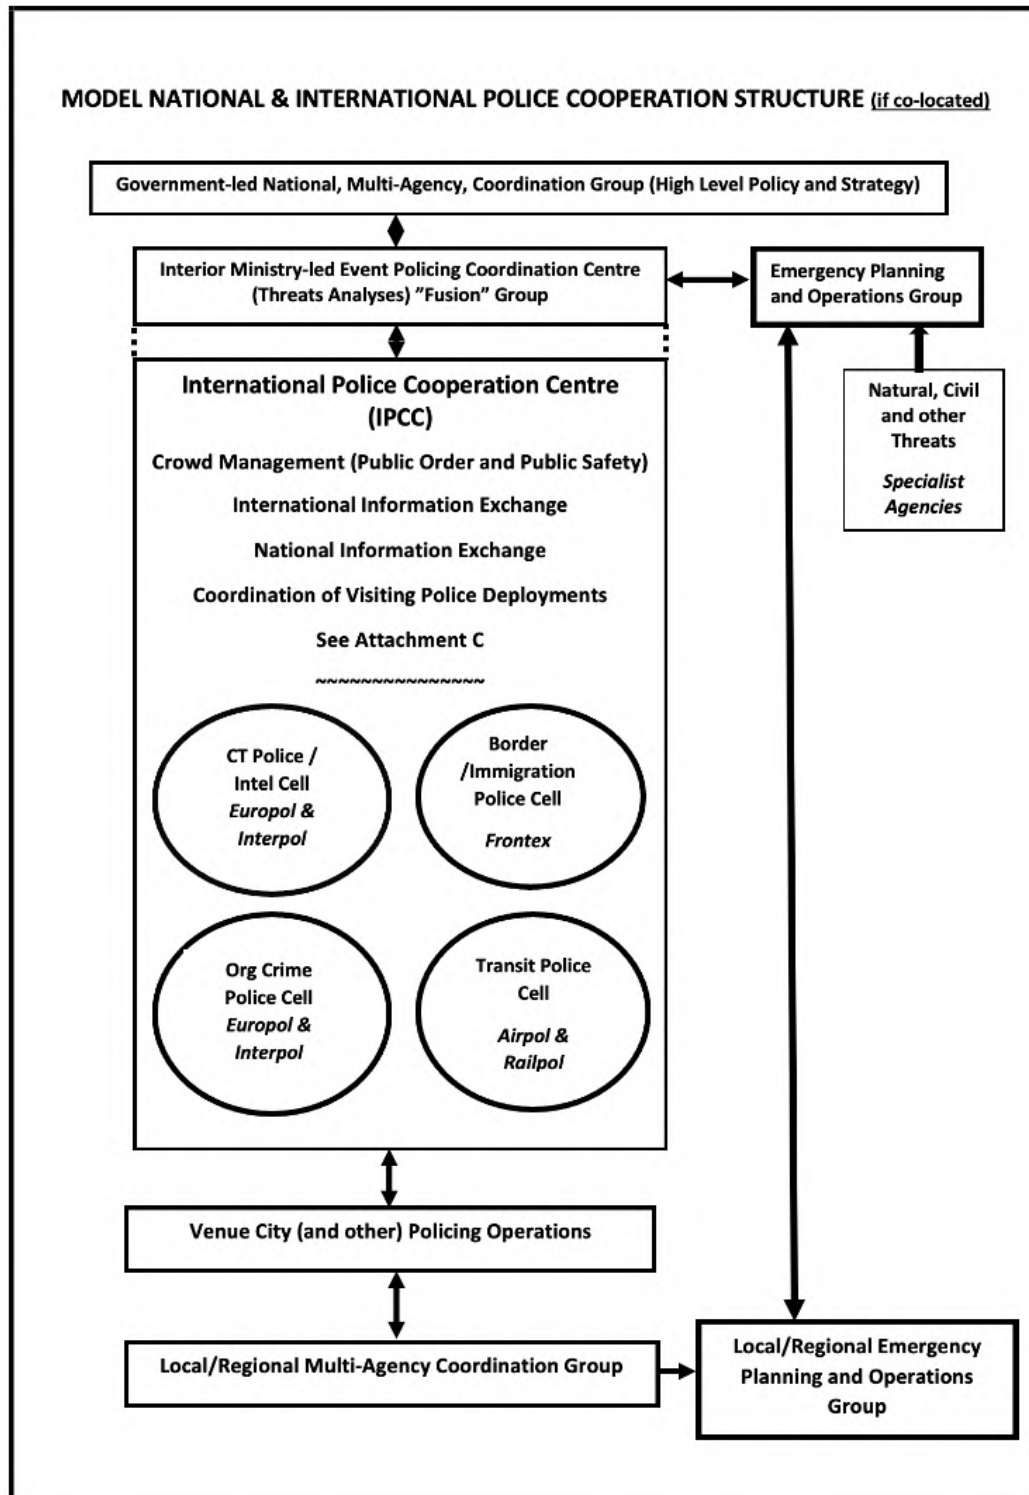 MODEL NATIONAL & INTERNATIONAL POLICE COOPERATION STRUCTURE (if co-located)
Government-led National, Multi-Agency, Coordination Group (High Level Policy and Strategy)
Interior Ministry-led Event Policing Coordination Centre
(Threats Analyses) ”Fusion” Group
Emergency Planning
and Operations Group
International Police Cooperation Centre
(IPCC)
Crowd Management (Public Order and Public Safety)
International Information Exchange
National Information Exchange
Coordination of Visiting Police Deployments
See Attachment C
~~~~~~~~~~~~~~~
Natural, Civil
and other
Threats
Specialist
Agencies
CT Police /
Intel Cell
Europol &
Interpol
Border
/Immigration
Police Cell
Frontex
Org Crime
Police Cell
Europol &
Interpol
Transit Police
Cell
Airpol &
Railpol
Venue City (and other) Policing Operations
Local/Regional Multi-Agency Coordination Group
Local/Regional Emergency
Planning and Operations
Group